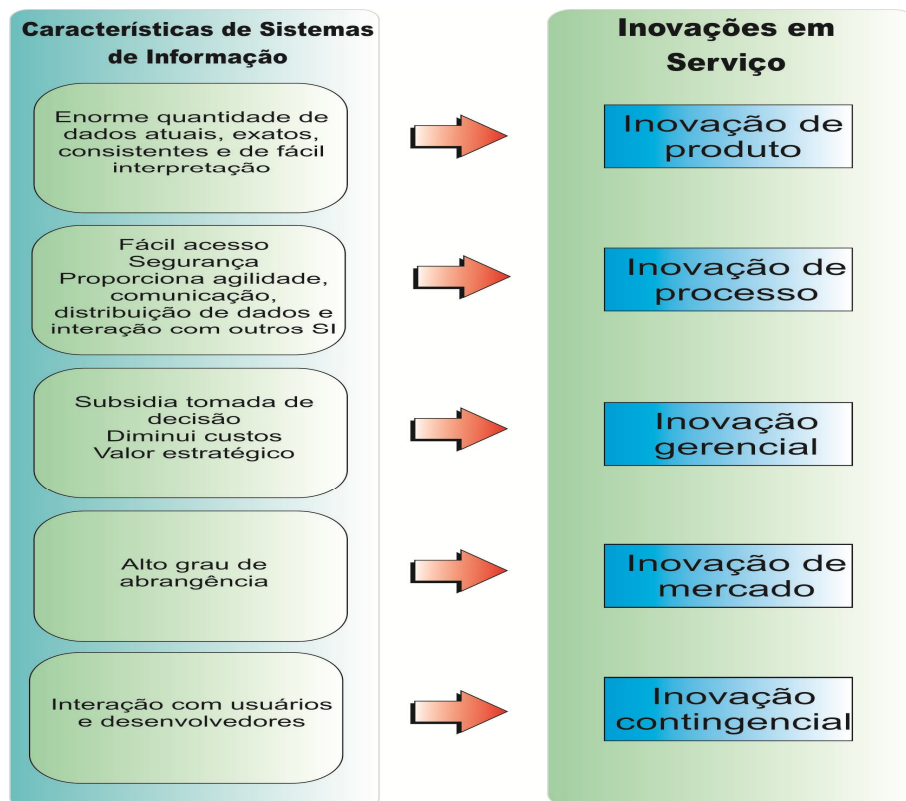 Características de Sistemas
de Informação
Enorme quantidade de
dados atuais, exatos,
consistentes e de fácil
interpretação
Fácil acesso
Segurança
Proporciona agilidade,
comunicação,
distribuição de dados e
interação com outros SI
Subsidia tomada de
decisão
Diminui custos
Valor estratégico
Alto grau de
abrangência
Interação com usuários
e desenvolvedores
Inovações em
Serviço
Inovação de
produto
Inovação de
processo
Inovação
gerencial
Inovação de
mercado
Inovação
contingencial